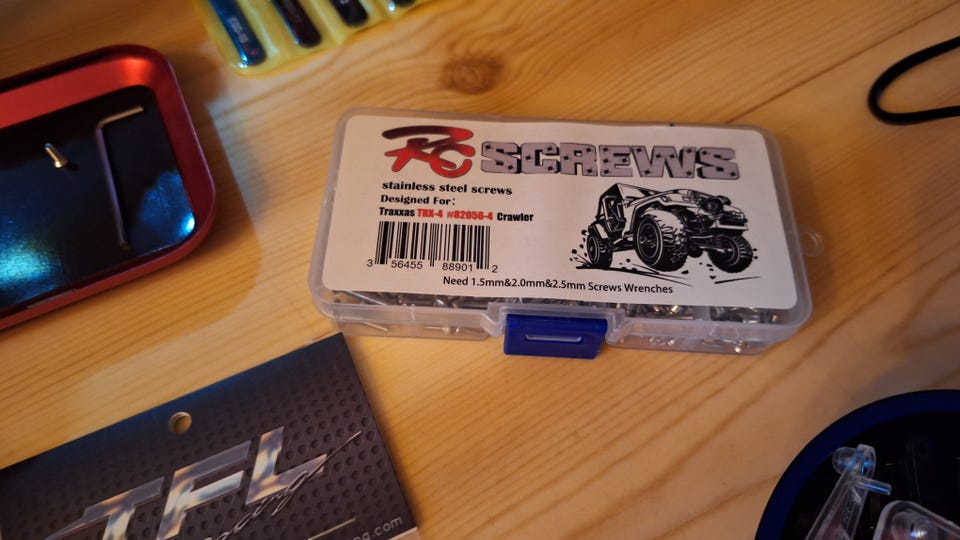 RC SCREWS
stainless steel screws
Designed For:
Traxxas TRX-4 #82056-4 Crawler
3 56455 88901 2
Need 1.5mm&2.0mm&2.5mm Screws Wrenches
TFL
Racing